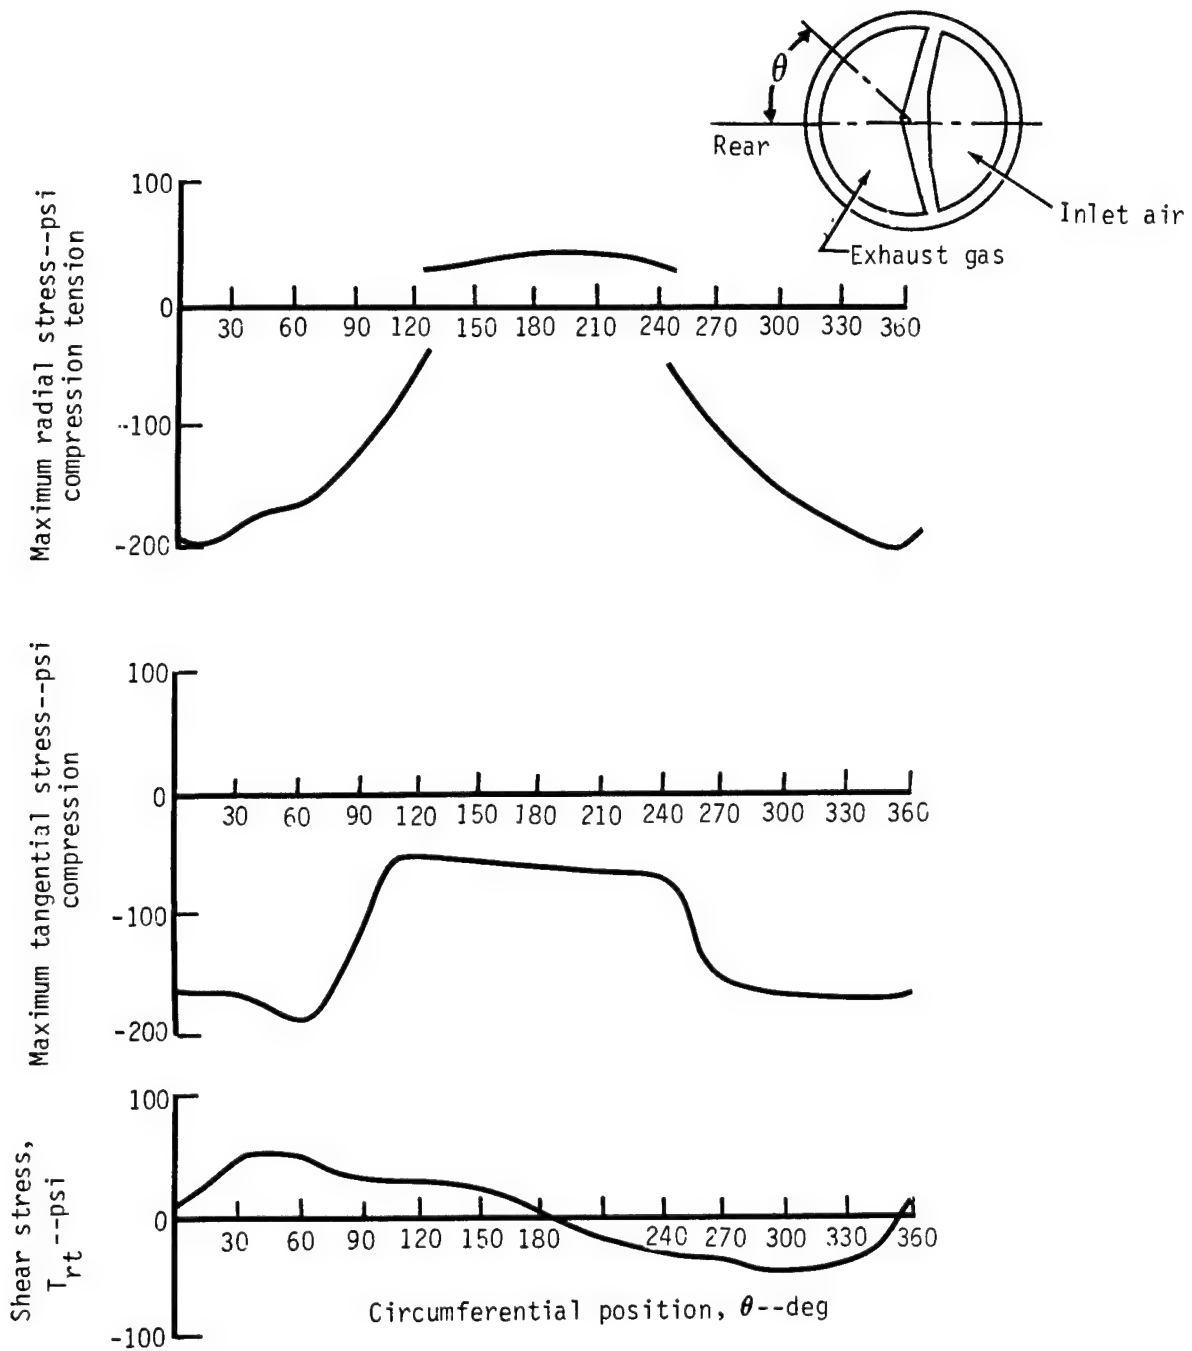 θ
Rear
Inlet air
Exhaust gas
Maximum radial stress--psi
compression tension
100
0
-100
-200
30 60 90 120 150 180 210 240 270 300 330 360
Maximum tangential stress--psi
compression
100
0
-100
-200
30 60 90 120 150 180 210 240 270 300 330 360
Shear stress,
Trt--psi
100
0
-100
30 60 90 120 150 180 240 270 300 330 360
Circumferential position, θ--deg